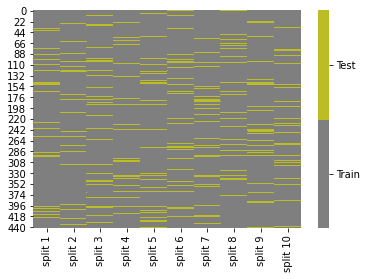 0
22
44
66
88
110
132
154
176
198
220
242
264
286
308
330
352
374
396
418
440
split 1
split 2
split 3
split 4
split 5
split 6
split 7
split 8
split 9
split 10
Test
Train